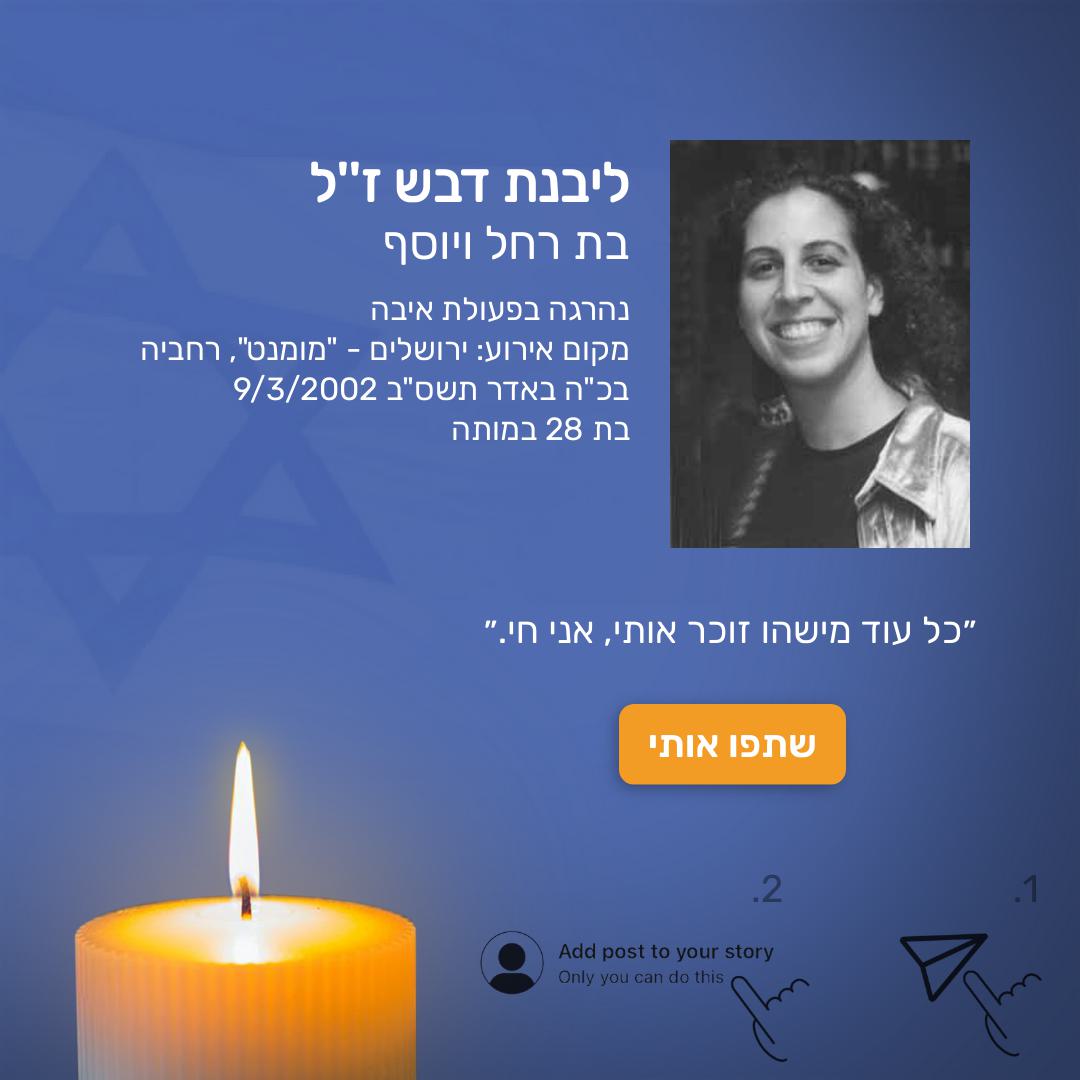 ליבנת דבש ז"ל
בת רחל ויוסף
נהרגה בפעולת איבה
מקום אירוע: ירושלים - "מומנט", רחביה
בכ"ה באדר תשס"ב 9/3/2002
בת 28 במותה
״כל עוד מישהו זוכר אותי, אני חי.״
שתפו אותי
1.
2.
Add post to your story
Only you can do this